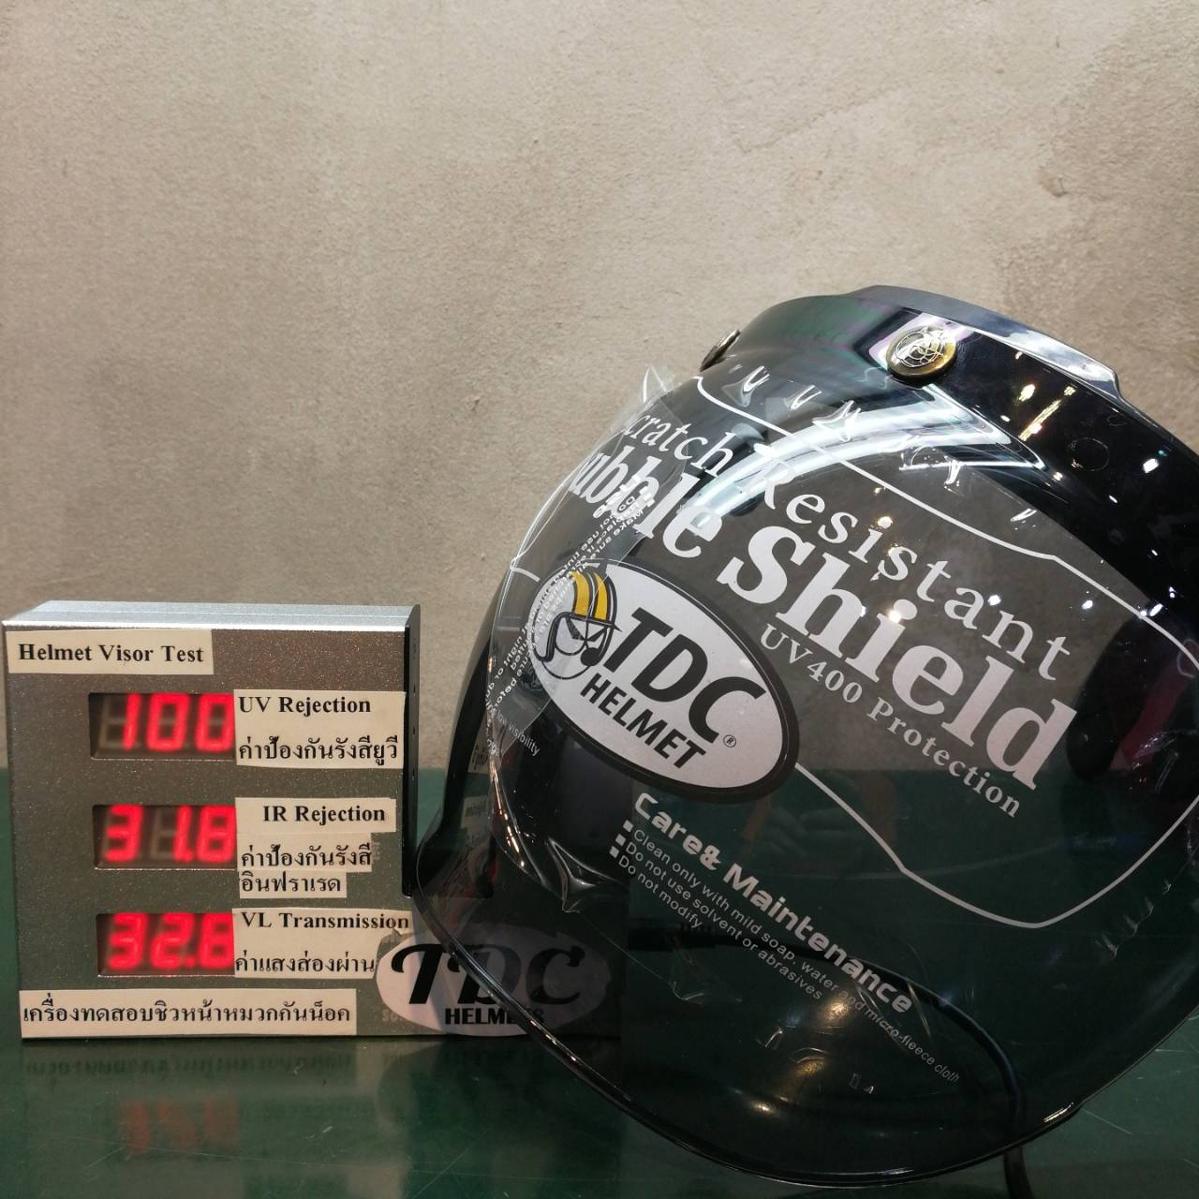 Helmet Visor Test
100
UV Rejection
ค่าป้องกันรังสียูวี
31.8
IR Rejection
ค่าป้องกันรังสี
อินฟราเรด
32.8
VL Transmission
ค่าแสงส่องผ่าน
เครื่องทดสอบชิวหน้าหมวกกันน็อค
TDC
HELMETS
cratch Resistant
ubble Shield
UV400 Protection
TDC
HELMET
®
Care& Maintenance
Clean only with mild soap, water and micro-fleece cloth
Do not use solvent or abrasives
Do not modify